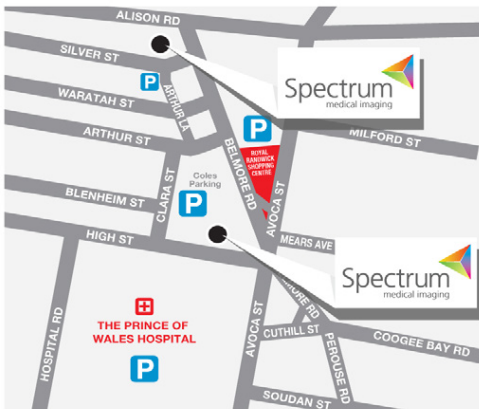 ALISON RD
SILVER ST
Spectrum
medical imaging
P
WARATAH ST
ARTHUR LA
P
MILFORD ST
ARTHUR ST
BELMORE RD
ROYAL
RANDWICK
SHOPPING
CENTRE
Coles
Parking
CLARA ST
AVOCA ST
BLENHEIM ST
P
HIGH ST
MEARS AVE
Spectrum
medical imaging
THE PRINCE OF
WALES HOSPITAL
P
HOSPITAL RD
AVOCA ST
MORE RD
CUTHILL ST
PEROUSE RD
COOGEE BAY RD
SOUDAN ST